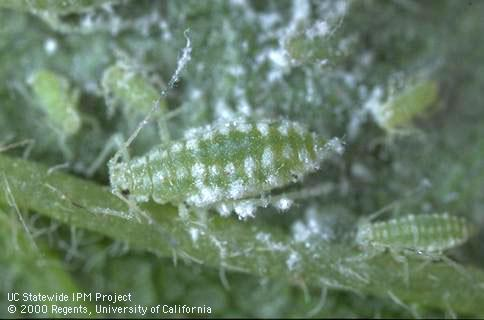 UC Statewide IPM Project
© 2000 Regents, University of California